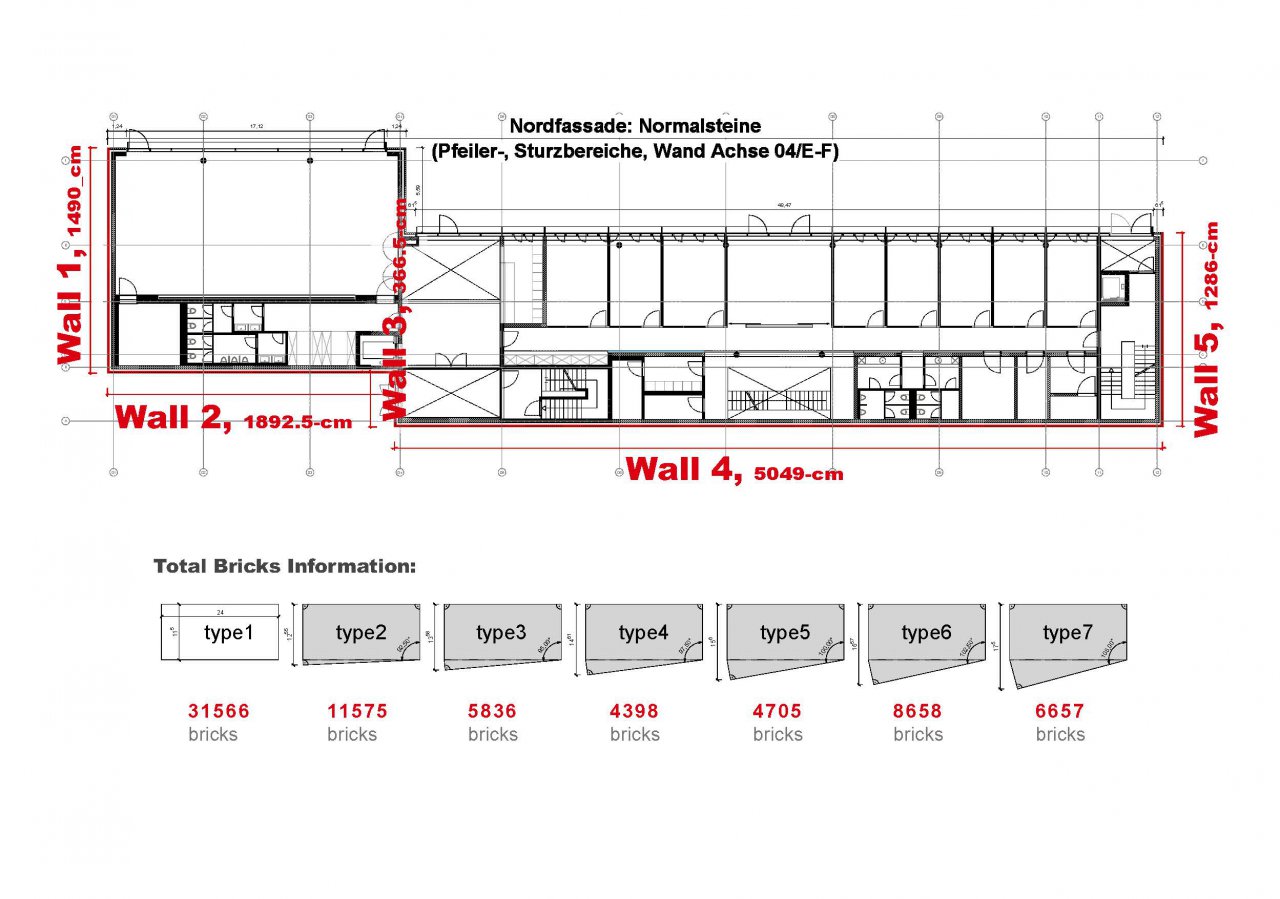 Nordfassade: Normalsteine
(Pfeiler-, Sturzbereiche, Wand Achse 04/E-F)
1,24 17,12 1,24
Wall 1, 1490_cm
Wall 3, 366.5-cm
48,47
Wall 5, 1286-cm
Wall 2, 1892.5-cm
Wall 4, 5049-cm
Total Bricks Information:
24
type1 type2 type3 type4 type5 type6 type7
31566 11575 5836 4398 4705 8658 6657
bricks bricks bricks bricks bricks bricks bricks